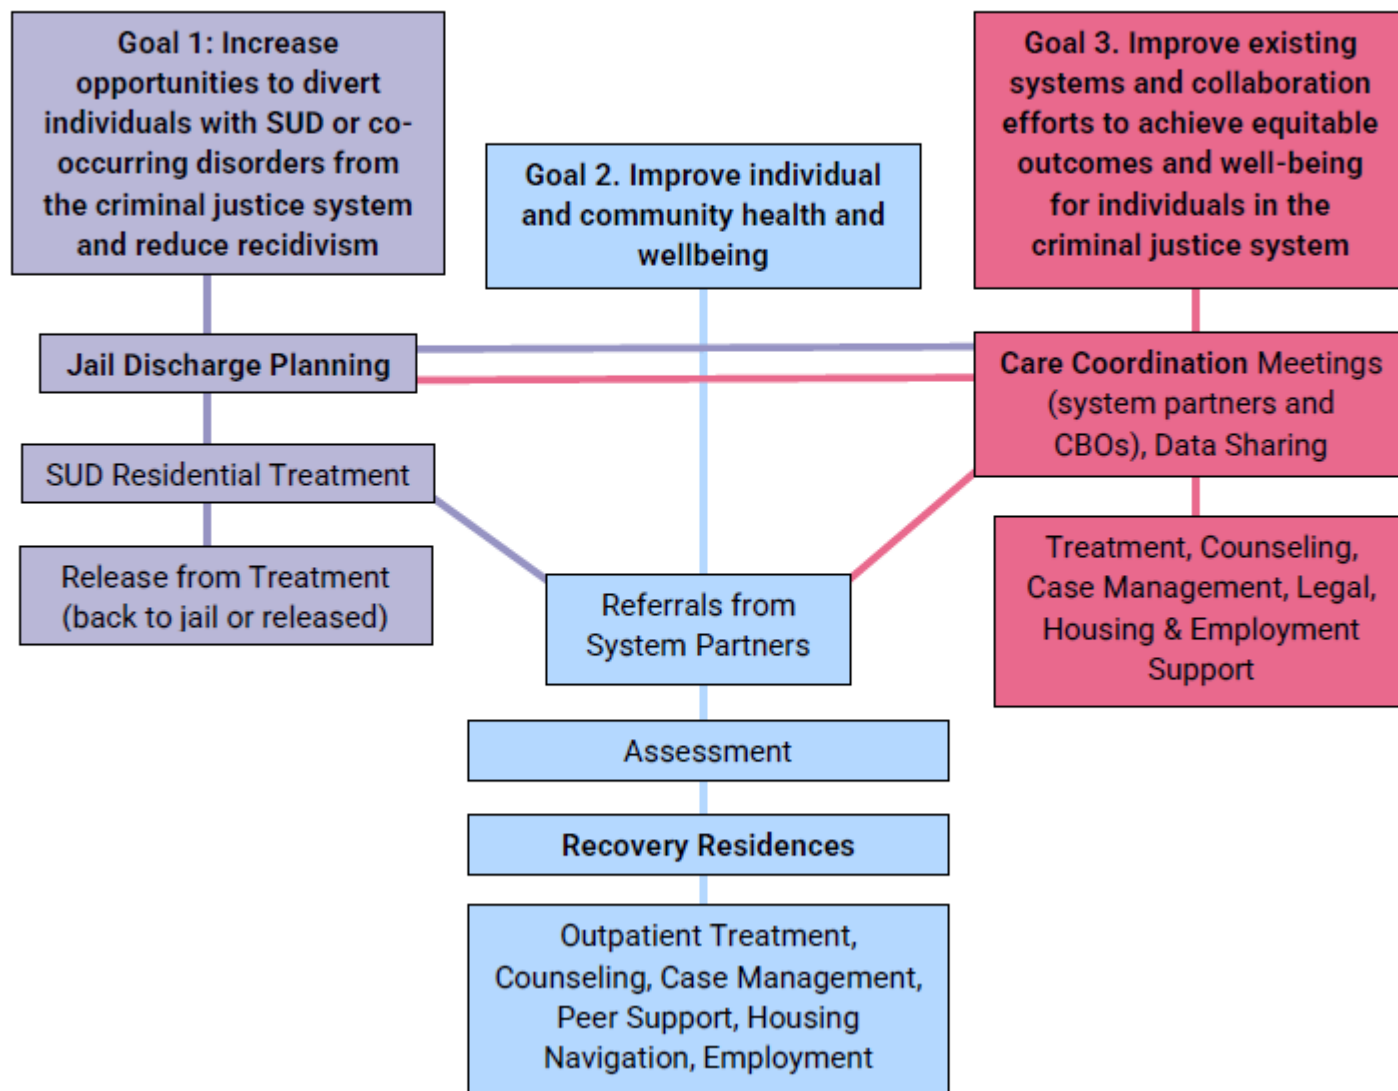 Goal 1: Increase
opportunities to divert
individuals with SUD or co-
occurring disorders from
the criminal justice system
and reduce recidivism
Goal 2. Improve individual
and community health and
wellbeing
Goal 3. Improve existing
systems and collaboration
efforts to achieve equitable
outcomes and well-being
for individuals in the
criminal justice system
Jail Discharge Planning
Care Coordination Meetings
(system partners and
CBOs), Data Sharing
SUD Residential Treatment
Release from Treatment
(back to jail or released)
Referrals from
System Partners
Treatment, Counseling,
Case Management, Legal,
Housing & Employment
Support
Assessment
Recovery Residences
Outpatient Treatment,
Counseling, Case Management,
Peer Support, Housing
Navigation, Employment